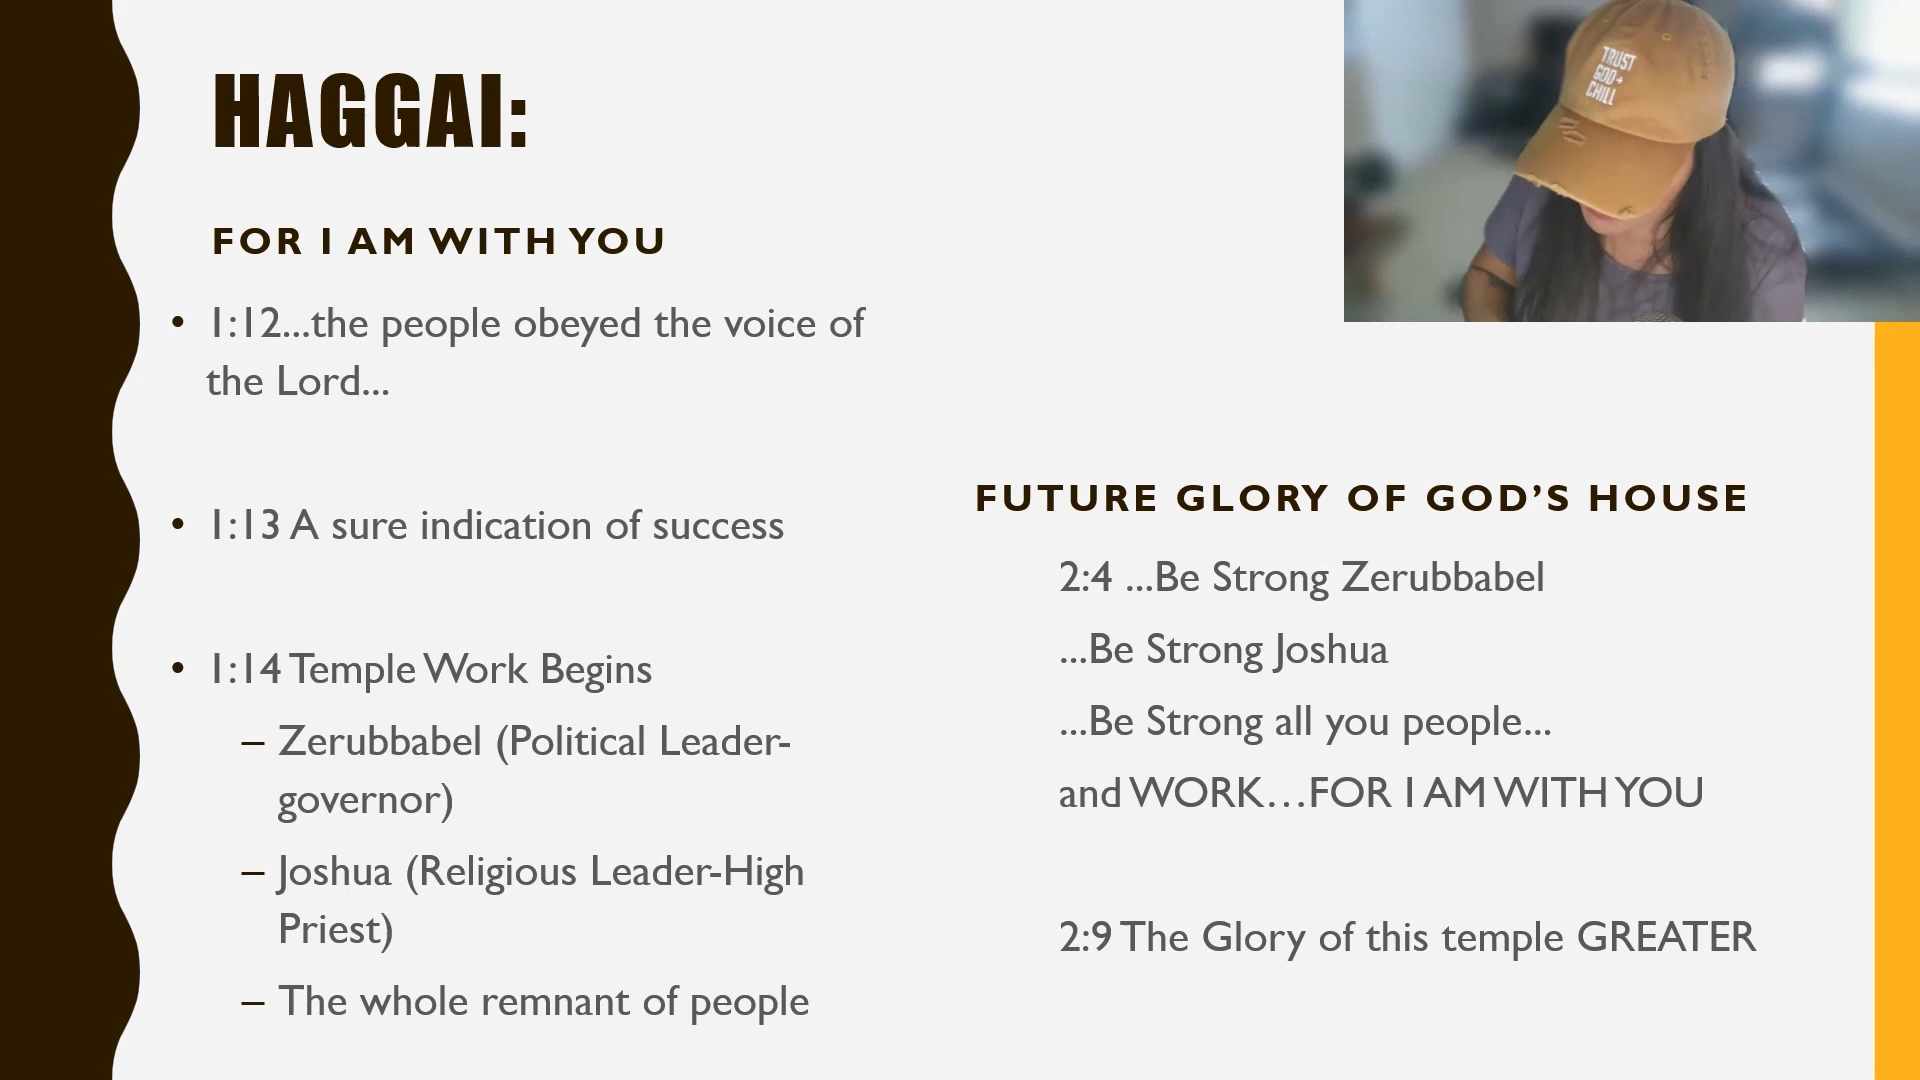 HAGGAI:
FOR I AM WITH YOU
• 1:12...the people obeyed the voice of
the Lord...
• 1:13 A sure indication of success
• 1:14 Temple Work Begins
– Zerubbabel (Political Leader-
governor)
– Joshua (Religious Leader-High
Priest)
– The whole remnant of people
TRUST
GOD+
CHILL
FUTURE GLORY OF GOD’S HOUSE
2:4 ...Be Strong Zerubbabel
...Be Strong Joshua
...Be Strong all you people...
and WORK…FOR I AM WITH YOU
2:9 The Glory of this temple GREATER